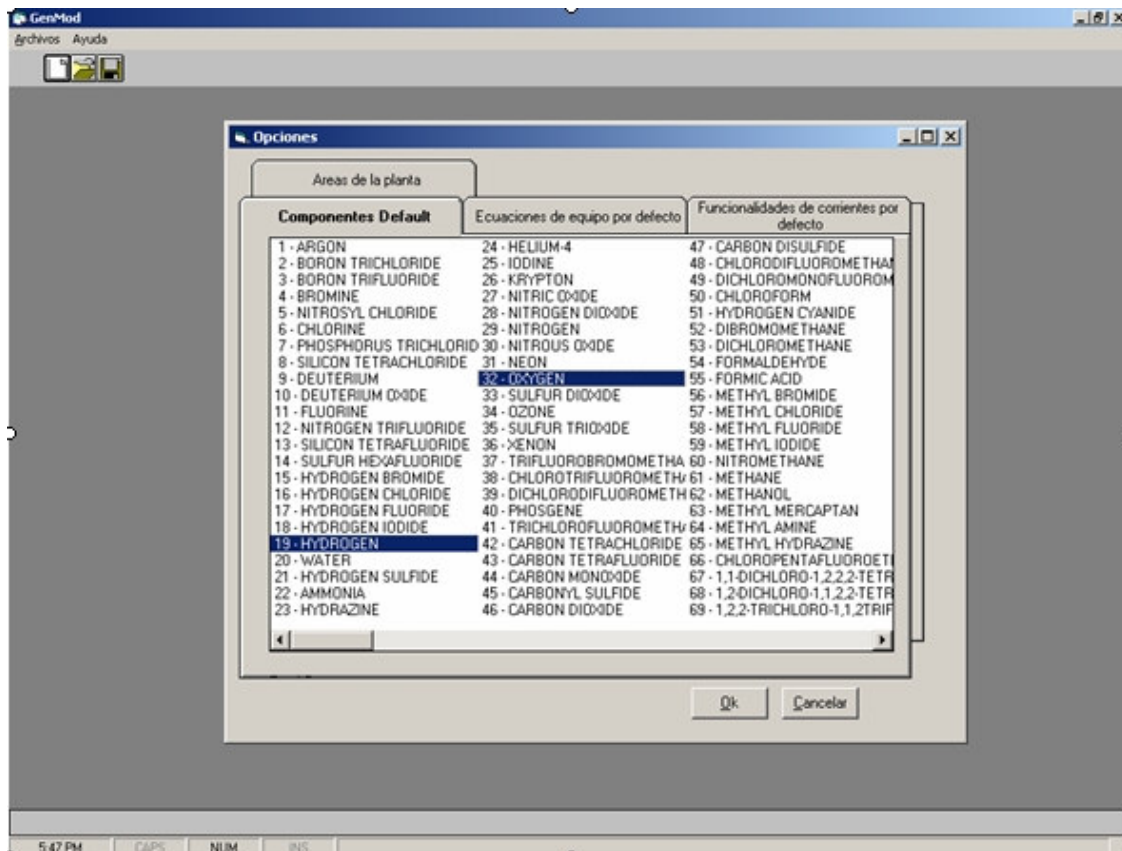 GenMod
Archivos Ayuda
Opciones
Areas de la planta
Componentes Default
Ecuaciones de equipo por defecto
Funcionalidades de corrientes por
defecto
1 - ARGON
2 - BORON TRICHLORIDE
3 - BORON TRIFLUORIDE
4 - BROMINE
5 - NITROSYL CHLORIDE
6 - CHLORINE
7 - PHOSPHORUS TRICHLORID
8 - SILICON TETRACHLORIDE
9 - DEUTERIUM
10 - DEUTERIUM OXIDE
11 - FLUORINE
12 - NITROGEN TRIFLUORIDE
13 - SILICON TETRAFLUORIDE
14 - SULFUR HEXAFLUORIDE
15 - HYDROGEN BROMIDE
16 - HYDROGEN CHLORIDE
17 - HYDROGEN FLUORIDE
18 - HYDROGEN IODIDE
19 - HYDROGEN
20 - WATER
21 - HYDROGEN SULFIDE
22 - AMMONIA
23 - HYDRAZINE
24 - HELIUM-4
25 - IODINE
26 - KRYPTON
27 - NITRIC OXIDE
28 - NITROGEN DIOXIDE
29 - NITROGEN
30 - NITROUS OXIDE
31 - NEON
32 - OXYGEN
33 - SULFUR DIOXIDE
34 - OZONE
35 - SULFUR TRIOXIDE
36 - XENON
37 - TRIFLUOROBROMOMETHA
38 - CHLOROTRIFLUOROMETH
39 - DICHLORODIFLUOROMETH
40 - PHOSGENE
41 - TRICHLOROFLUOROMETH
42 - CARBON TETRACHLORIDE
43 - CARBON TETRAFLUORIDE
44 - CARBON MONOXIDE
45 - CARBONYL SULFIDE
46 - CARBON DIOXIDE
47 - CARBON DISULFIDE
48 - CHLORODIFLUOROMETHA
49 - DICHLOROMONOFLUOROM
50 - CHLOROFORM
51 - HYDROGEN CYANIDE
52 - DIBROMOMETHANE
53 - DICHLOROMETHANE
54 - FORMALDEHYDE
55 - FORMIC ACID
56 - METHYL BROMIDE
57 - METHYL CHLORIDE
58 - METHYL FLUORIDE
59 - METHYL IODIDE
60 - NITROMETHANE
61 - METHANE
62 - METHANOL
63 - METHYL MERCAPTAN
64 - METHYL AMINE
65 - METHYL HYDRAZINE
66 - CHLOROPENTAFLUOROET
67 - 1,1-DICHLORO-1,2,2,2-TETR
68 - 1,2-DICHLORO-1,1,2,2-TETR
69 - 1,2,2-TRICHLORO-1,1,2TRIF
Ok Cancelar
5:47 PM CAPS NUM INS